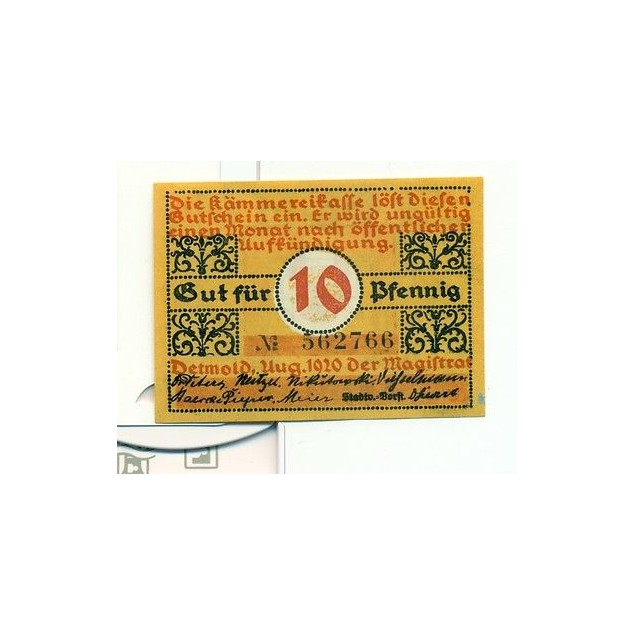 Die Kämmereikasse löst diesen
Gutschein ein. Er wird ungültig
einen Monat nach öffentlicher
Aufkündigung.
Gut für 10 Pfennig
№ 562766
Detmold, Aug. 1920 der Magistrat
Meier Stadtv.-Vorst.